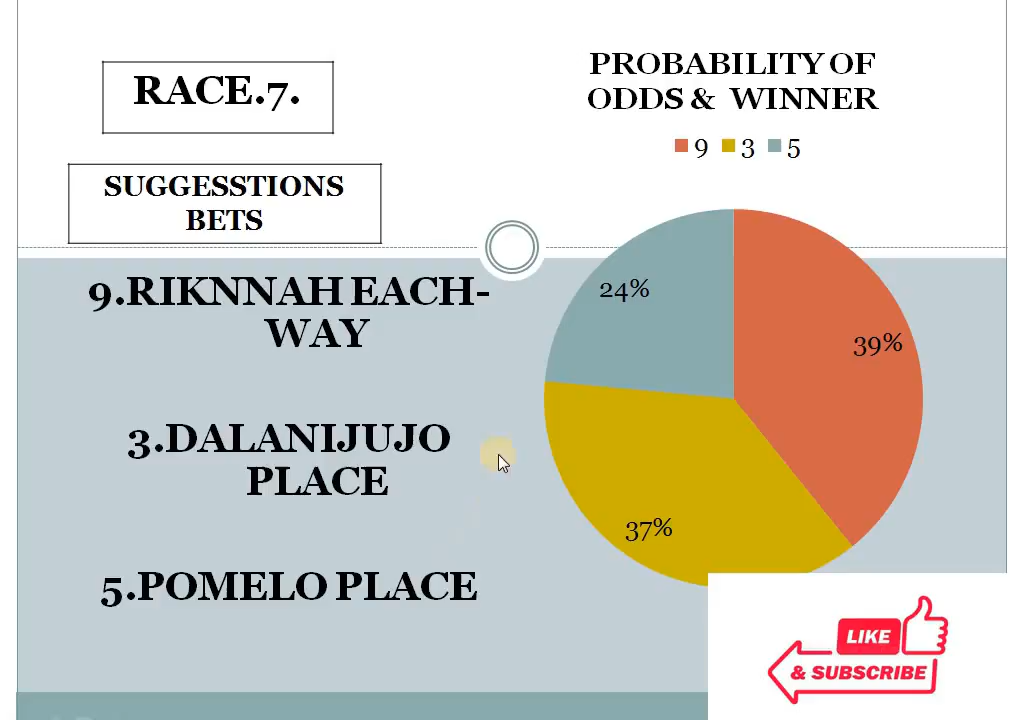 RACE.7.
SUGGESSTIONS
BETS
9.RIKNNAH EACH-
WAY
3.DALANIJUJO
PLACE
5.POMELO PLACE
PROBABILITY OF
ODDS & WINNER
9 3 5
24%
39%
37%
LIKE
& SUBSCRIBE